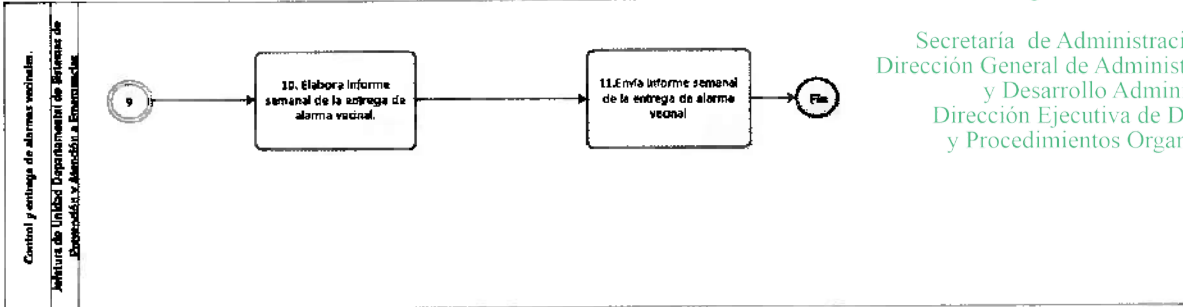 Control y entrega de alarmas vecinales.
Jefatura de Unidad Departamental de Sistemas de
Prevención y Atención a Emergencias
9
10. Elabora informe
semanal de la entrega de
alarma vecinal.
11.Envía informe semanal
de la entrega de alarma
vecinal
Fin
Secretaría de Administraci
Dirección General de Administ
y Desarrollo Admin
Dirección Ejecutiva de D
y Procedimientos Organ